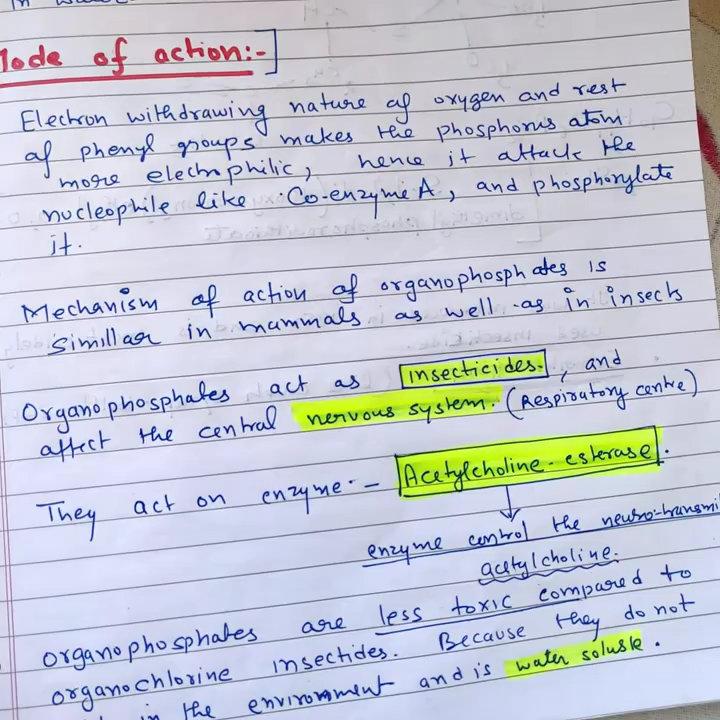 Mode of action:-
Electron withdrawing nature of oxygen and rest
of phenyl groups makes the phosphorus atom
more electrophilic, hence it attack the
nucleophile like Co-enzyme A, and phosphorylate
it.
Mechanism of action of organophosphates is
simillar in mammals as well as in insects
Organophosphates act as insecticides, and
affect the central nervous system. (Respiratory centre)
They act on enzyme - Acetylcholine-esterase.
enzyme control the neuro-transmi
acetylcholine.
organophosphates are less toxic compared to
organochlorine insectides. Because they do not
in the environment and is water soluble.